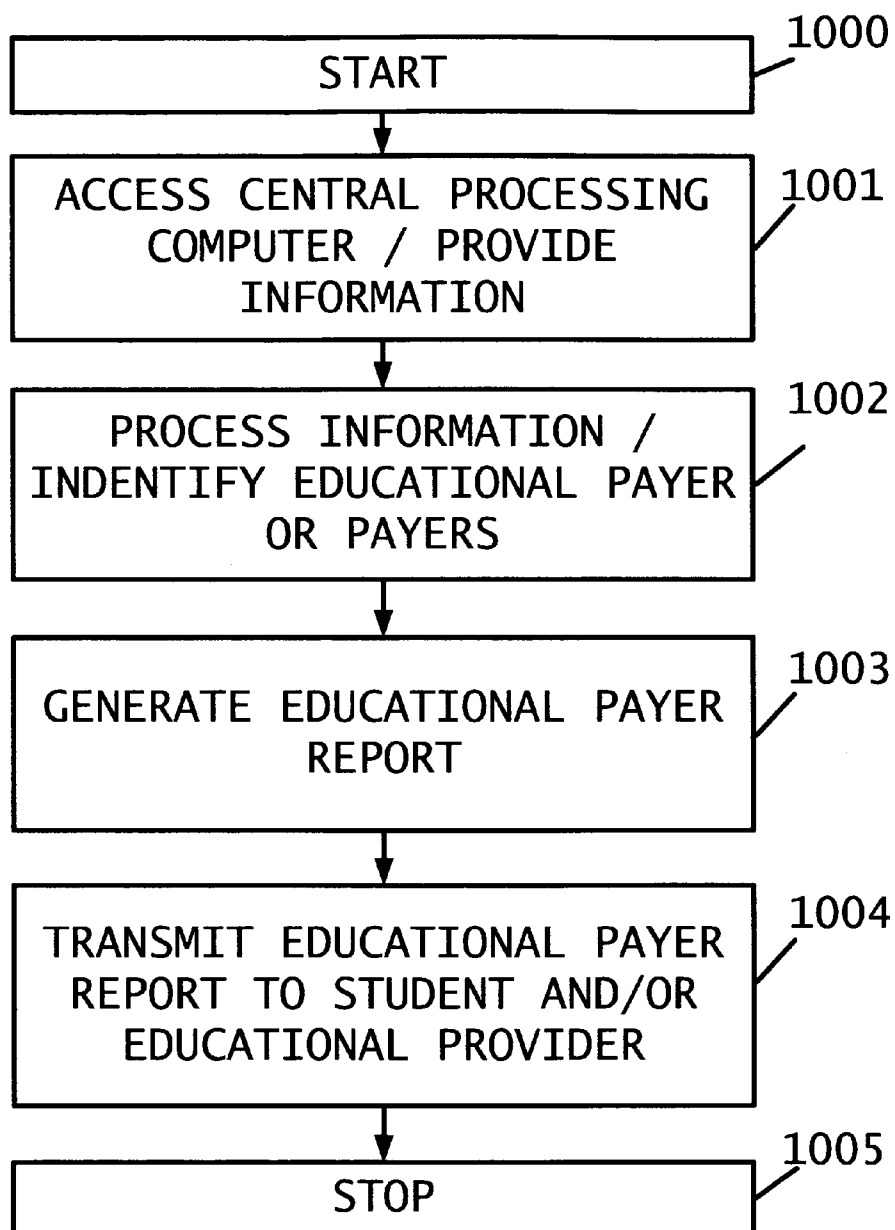 1000
START
1001
ACCESS CENTRAL PROCESSING
COMPUTER / PROVIDE
INFORMATION
1002
PROCESS INFORMATION /
INDENTIFY EDUCATIONAL PAYER
OR PAYERS
1003
GENERATE EDUCATIONAL PAYER
REPORT
1004
TRANSMIT EDUCATIONAL PAYER
REPORT TO STUDENT AND/OR
EDUCATIONAL PROVIDER
1005
STOP